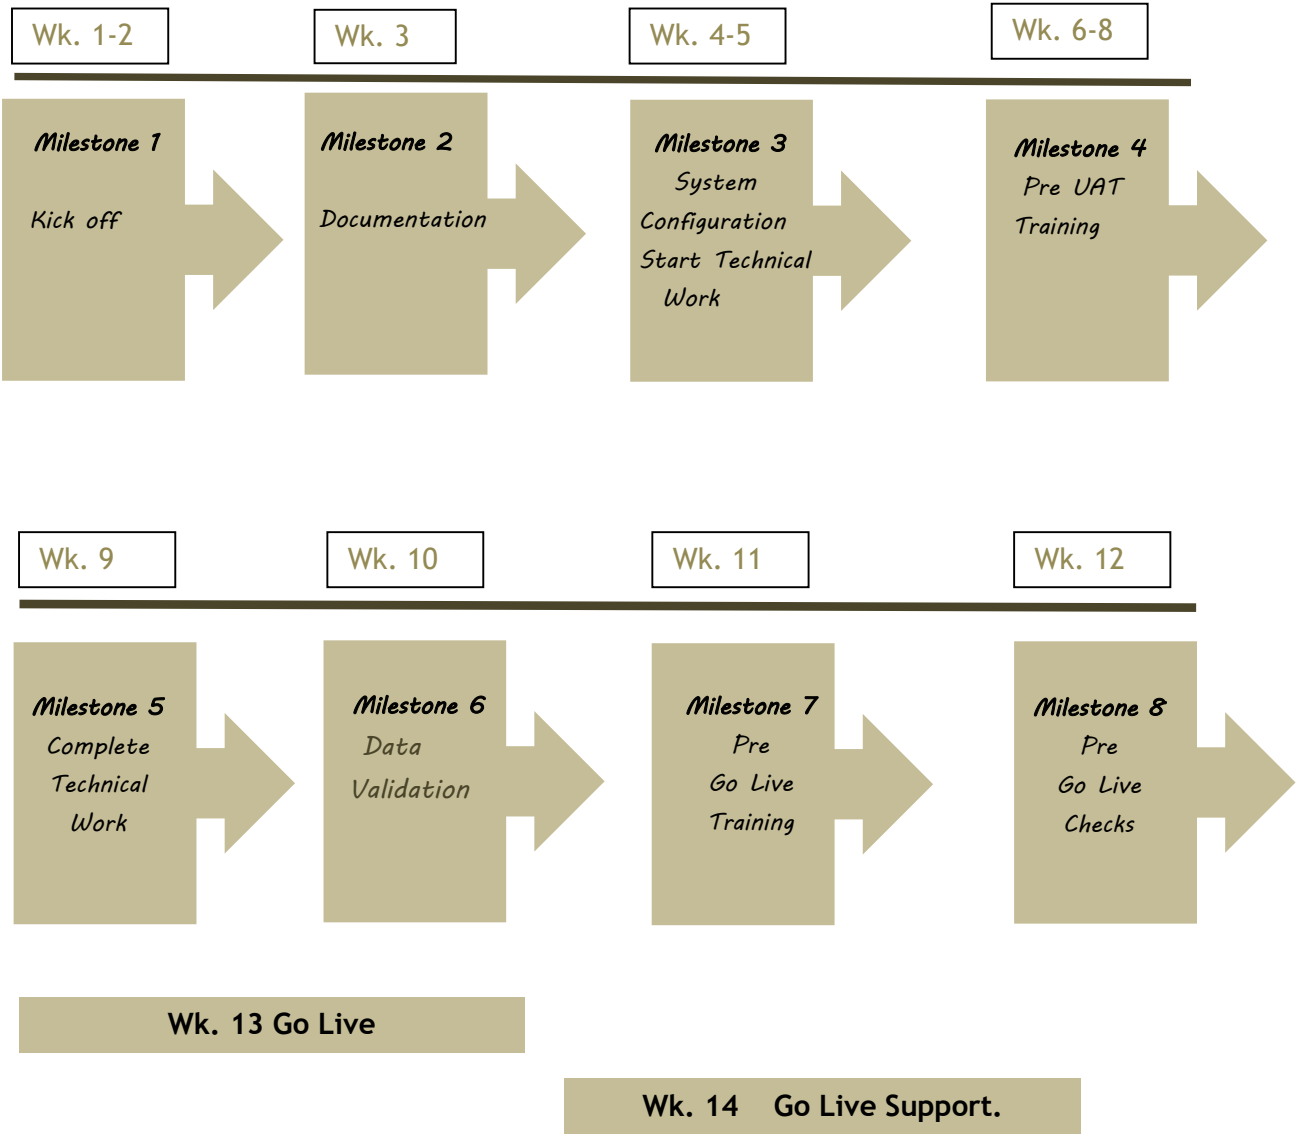 Wk. 1-2
Wk. 3
Wk. 4-5
Wk. 6-8
Milestone 1
Kick off
Milestone 2
Documentation
Milestone 3
System
Configuration
Start Technical
Work
Milestone 4
Pre UAT
Training
Wk. 9
Wk. 10
Wk. 11
Wk. 12
Milestone 5
Complete
Technical
Work
Milestone 6
Data
Validation
Milestone 7
Pre
Go Live
Training
Milestone 8
Pre
Go Live
Checks
Wk. 13 Go Live
Wk. 14 Go Live Support.